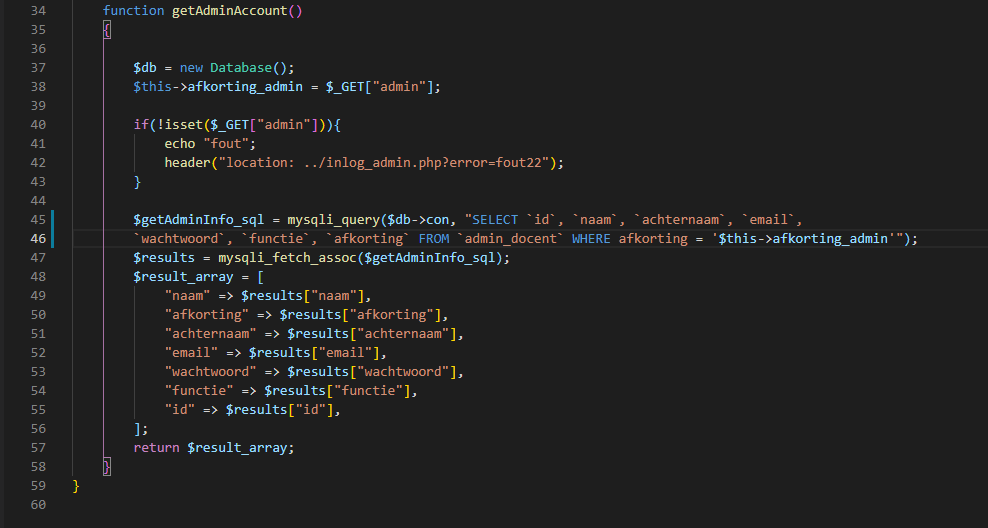 34 function getAdminAccount()
35 {
36
37 $db = new Database();
38 $this->afkorting_admin = $_GET["admin"];
39
40 if(!isset($_GET["admin"])){
41 echo "fout";
42 header("location: ../inlog_admin.php?error=fout22");
43 }
44
45 $getAdminInfo_sql = mysqli_query($db->con, "SELECT `id`, `naam`, `achternaam`, `email`,
46 `wachtwoord`, `functie`, `afkorting` FROM `admin_docent` WHERE afkorting = '$this->afkorting_admin'");
47 $results = mysqli_fetch_assoc($getAdminInfo_sql);
48 $result_array = [
49 "naam" => $results["naam"],
50 "afkorting" => $results["afkorting"],
51 "achternaam" => $results["achternaam"],
52 "email" => $results["email"],
53 "wachtwoord" => $results["wachtwoord"],
54 "functie" => $results["functie"],
55 "id" => $results["id"],
56 ];
57 return $result_array;
58 }
59 }
60